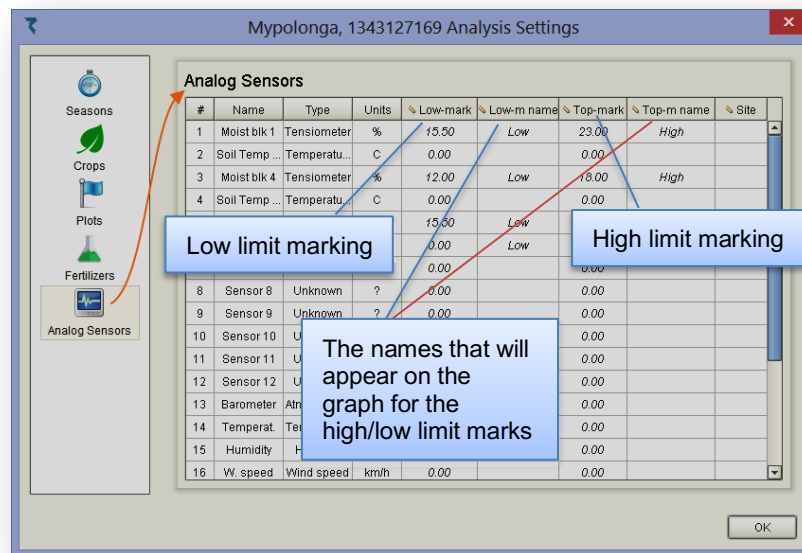 Mypolonga, 1343127169 Analysis Settings
Seasons
Crops
Plots
Fertilizers
Analog Sensors
Analog Sensors
# Name Type Units Low-mark Low-m name Top-mark Top-m name Site
1 Moist blk 1 Tensiometer % 15.50 Low 23.00 High
2 Soil Temp ... Temperatu... C 0.00 0.00
3 Moist blk 4 Tensiometer % 12.00 Low 18.00 High
4 Soil Temp ... Temperatu... C 0.00 0.00
15.50 Low
0.00 Low
0.00 0.00
8 Sensor 8 Unknown ? 0.00 0.00
9 Sensor 9 Unknown ? 0.00 0.00
10 Sensor 10 0.00
11 Sensor 11 0.00
12 Sensor 12 0.00
13 Barometer 0.00
14 Temperat. 0.00
15 Humidity 0.00
16 W. speed Wind speed km/h 0.00 0.00
Low limit marking
High limit marking
The names that will
appear on the
graph for the
high/low limit marks
OK